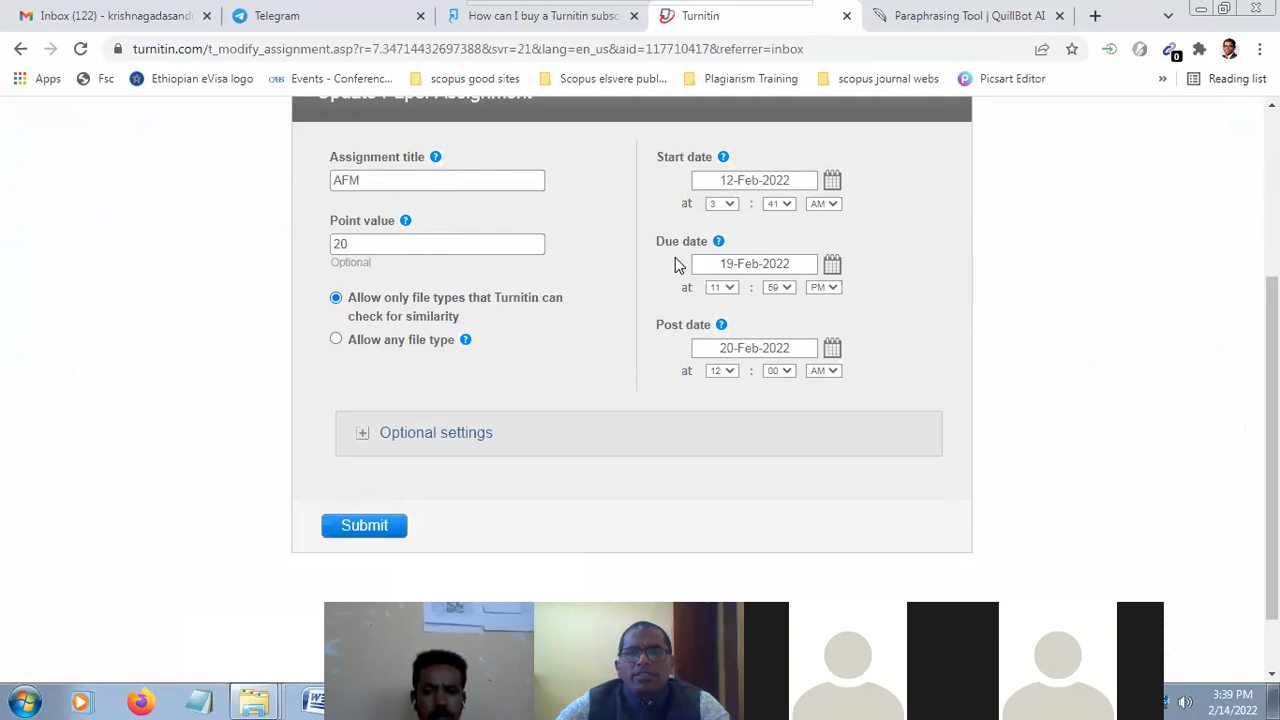 Inbox (122) - krishnagadasand
Telegram
How can I buy a Turnitin subsc
Turnitin
Paraphrasing Tool | QuillBot AI
turnitin.com/t_modify_assignment.asp?r=7.34714432697388&svr=21&lang=en_us&aid=1177104 17&referrer=inbox
Apps
Fsc
Ethiopian eVisa logo
Events - Conferenc...
scopus good sites
Scopus elsvere publ...
Plagiarism Training
scopus journal webs
Picsart Editor
»
Reading list
Assignment title ?
AFM
Point value ?
20
Optional
Allow only file types that Turnitin can
check for similarity
Allow any file type ?
Start date ?
12-Feb-2022
at 3 : 41 AM
Due date ?
19-Feb-2022
at 11 : 59 PM
Post date ?
20-Feb-2022
at 12 : 00 AM
Optional settings
Submit
3:39 PM
2/14/2022